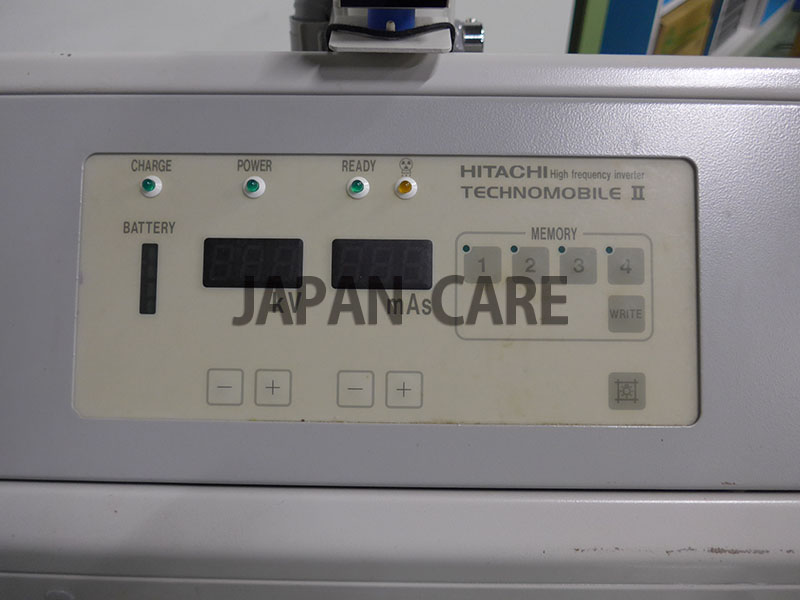 CHARGE POWER READY
HITACHI High frequency inverter
TECHNOMOBILE II
BATTERY
MEMORY
1 2 3 4
kV mAs
JAPAN CARE
WRITE
− + − +